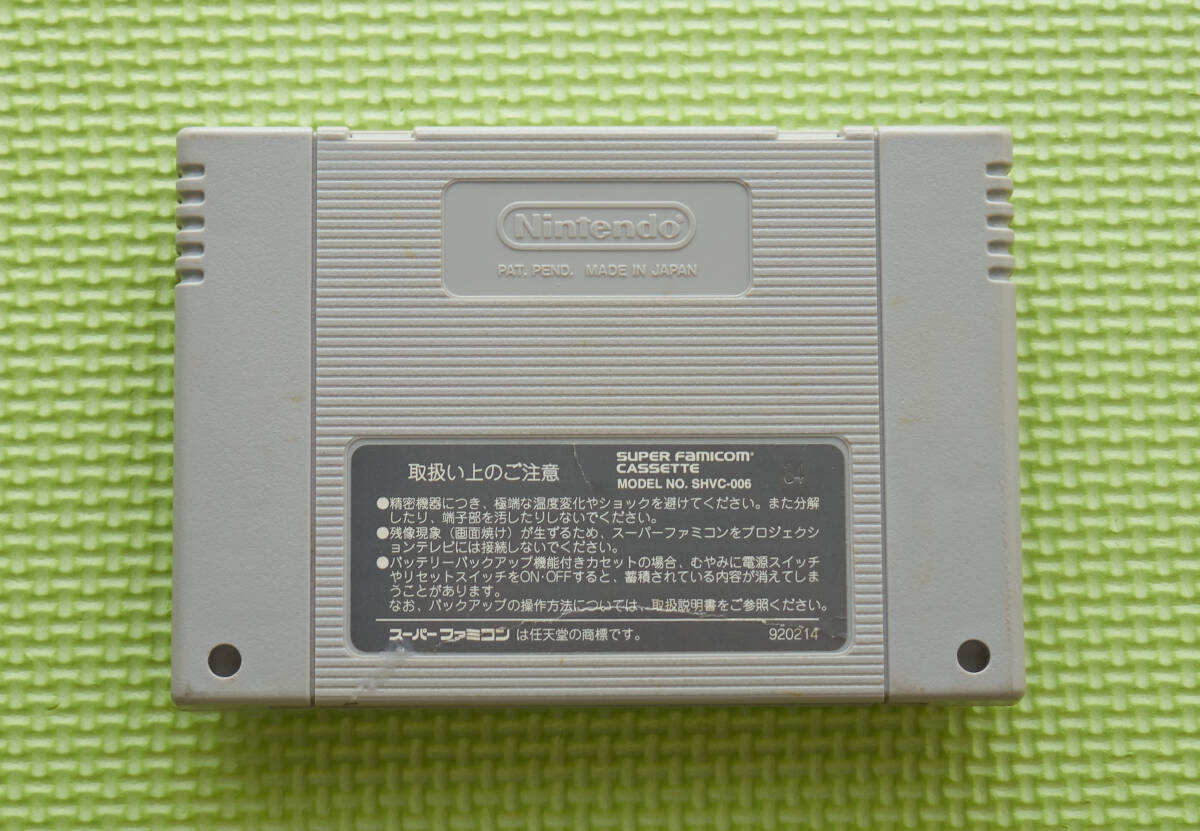 Nintendo®
PAT. PEND. MADE IN JAPAN
取扱い上のご注意
SUPER FAMICOM®
CASSETTE
MODEL NO. SHVC-006
●精密機器につき、極端な温度変化やショックを避けてください。また分解
したり、端子部を汚したりしないでください。
●残像現象（画面焼け）が生ずるため、スーパーファミコンをプロジェクシ
ョンテレビには接続しないでください。
●バッテリーバックアップ機能付きカセットの場合、むやみに電源スイッチ
やリセットスイッチをON・OFFすると、蓄積されている内容が消えてしま
うことがあります。
なお、バックアップの操作方法については、取扱説明書をご参照ください。
スーパーファミコンは任天堂の商標です。
920214